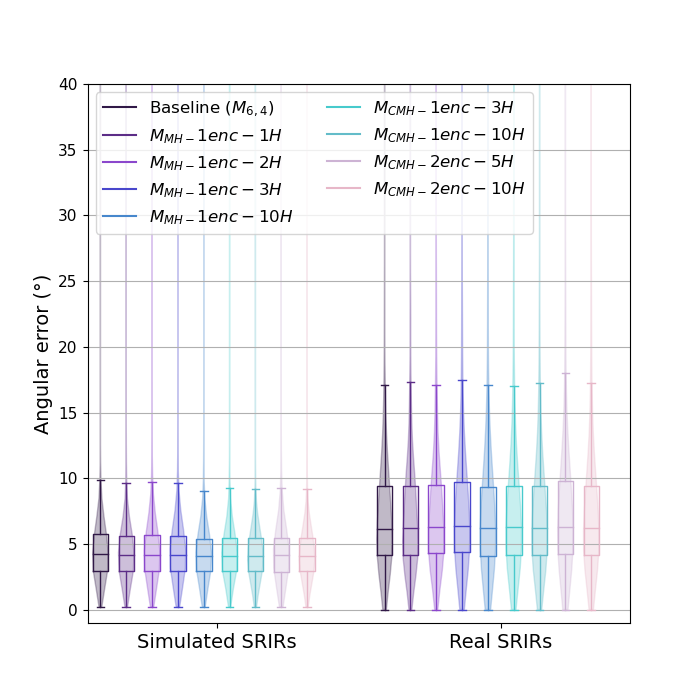 40
35
30
25
20
15
10
5
0
Angular error (°)
Baseline (M6,4)
MMH−1enc−1H
MMH−1enc−2H
MMH−1enc−3H
MMH−1enc−10H
MCMH−1enc−3H
MCMH−1enc−10H
MCMH−2enc−5H
MCMH−2enc−10H
Simulated SRIRs
Real SRIRs